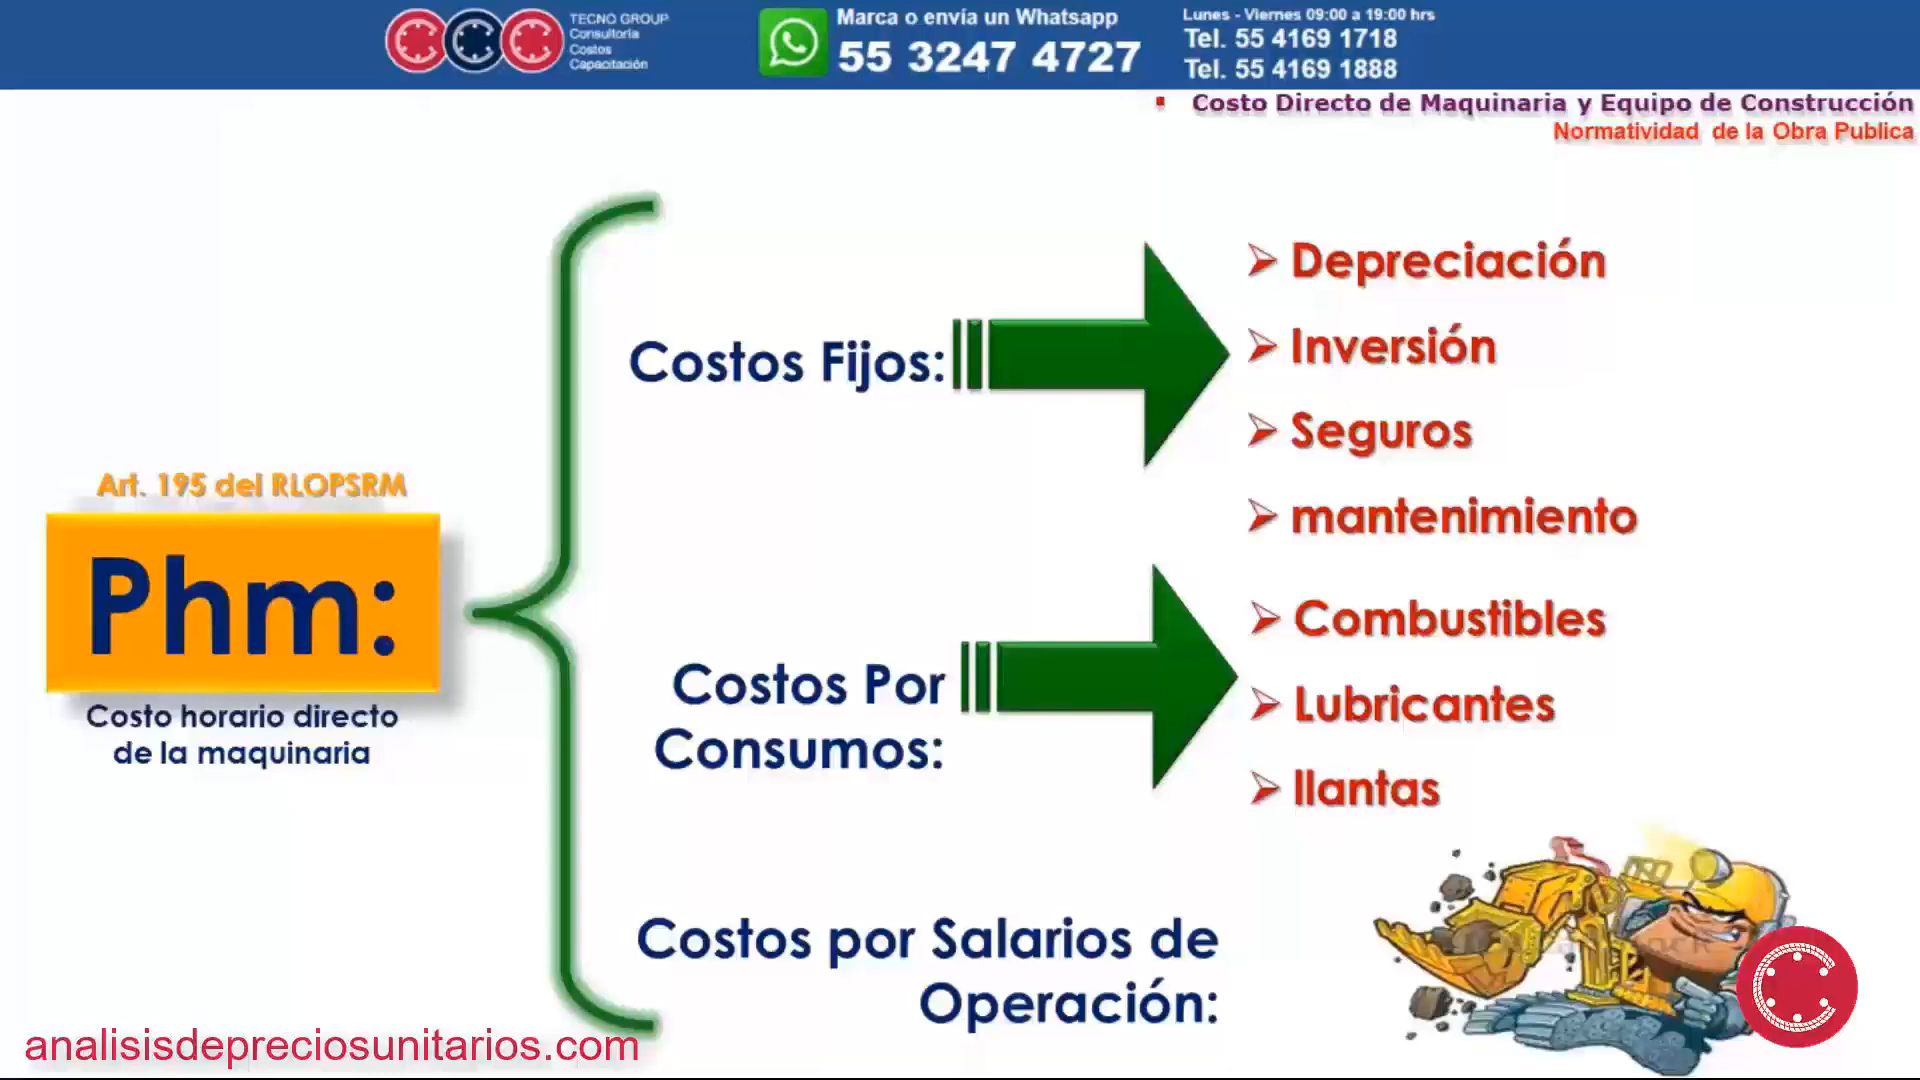 TECNO GROUP
Consultoría
Costos
Capacitación
Marca o envía un Whatsapp
55 3247 4727
Lunes - Viernes 09:00 a 19:00 hrs
Tel. 55 4169 1718
Tel. 55 4169 1888
Costo Directo de Maquinaria y Equipo de Construcción
Normatividad de la Obra Publica
Art. 195 del RLOPSRM
Phm:
Costo horario directo
de la maquinaria
Costos Fijos:
Depreciación
Inversión
Seguros
mantenimiento
Costos Por
Consumos:
Combustibles
Lubricantes
llantas
Costos por Salarios de
Operación:
analisisdepreciosunitarios.com